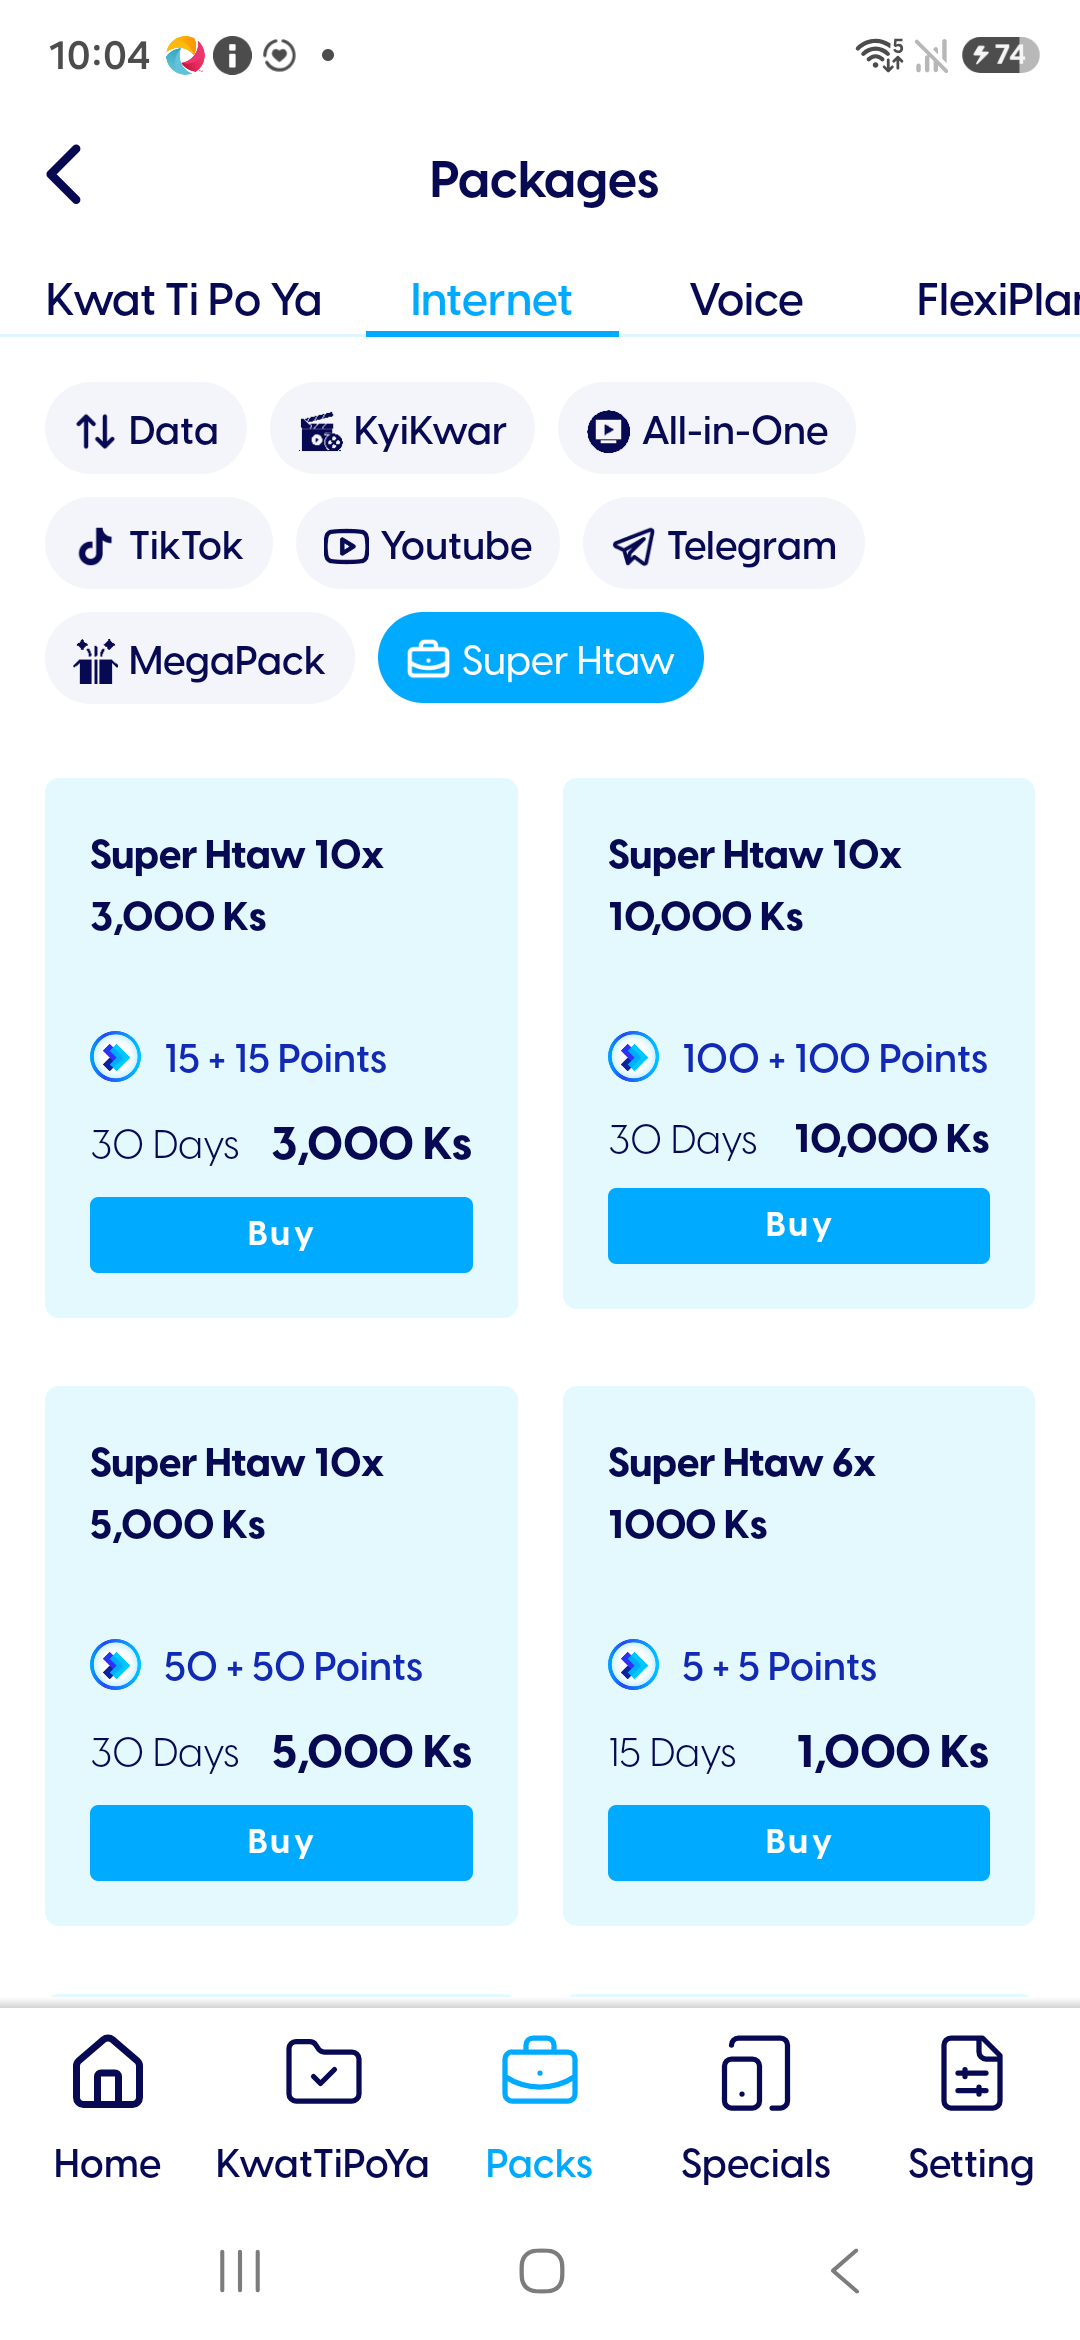 10:04
5
74
Packages
Kwat Ti Po Ya Internet Voice FlexiPlan
Data KyiKwar All-in-One
TikTok Youtube Telegram
MegaPack Super Htaw
Super Htaw 10x
3,000 Ks
15 + 15 Points
30 Days 3,000 Ks
Buy
Super Htaw 10x
10,000 Ks
100 + 100 Points
30 Days 10,000 Ks
Buy
Super Htaw 10x
5,000 Ks
50 + 50 Points
30 Days 5,000 Ks
Buy
Super Htaw 6x
1000 Ks
5 + 5 Points
15 Days 1,000 Ks
Buy
Home KwatTiPoYa Packs Specials Setting